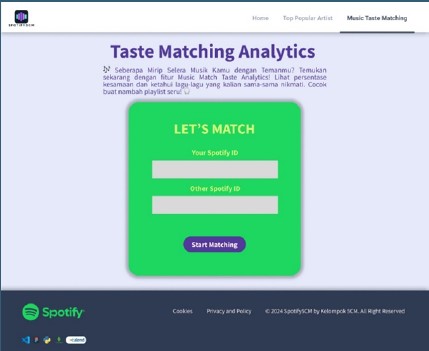 Home Top Popular Artist Music Taste Matching
Taste Matching Analytics
Seberapa Mirip Selera Musik Kamu dengan Temanmu? Temukan
sekarang dengan fitur Music Match Taste Analytics! Lihat persentase
kesamaan dan ketahui lagu-lagu yang kalian sama-sama nikmati. Cocok
buat nambah playlist seru!
LET'S MATCH
Your Spotify ID
Other Spotify ID
Start Matching
Spotify
Cookies Privacy and Policy © 2024 SpotifySCM by Kelompok SCM. All Right Reserved